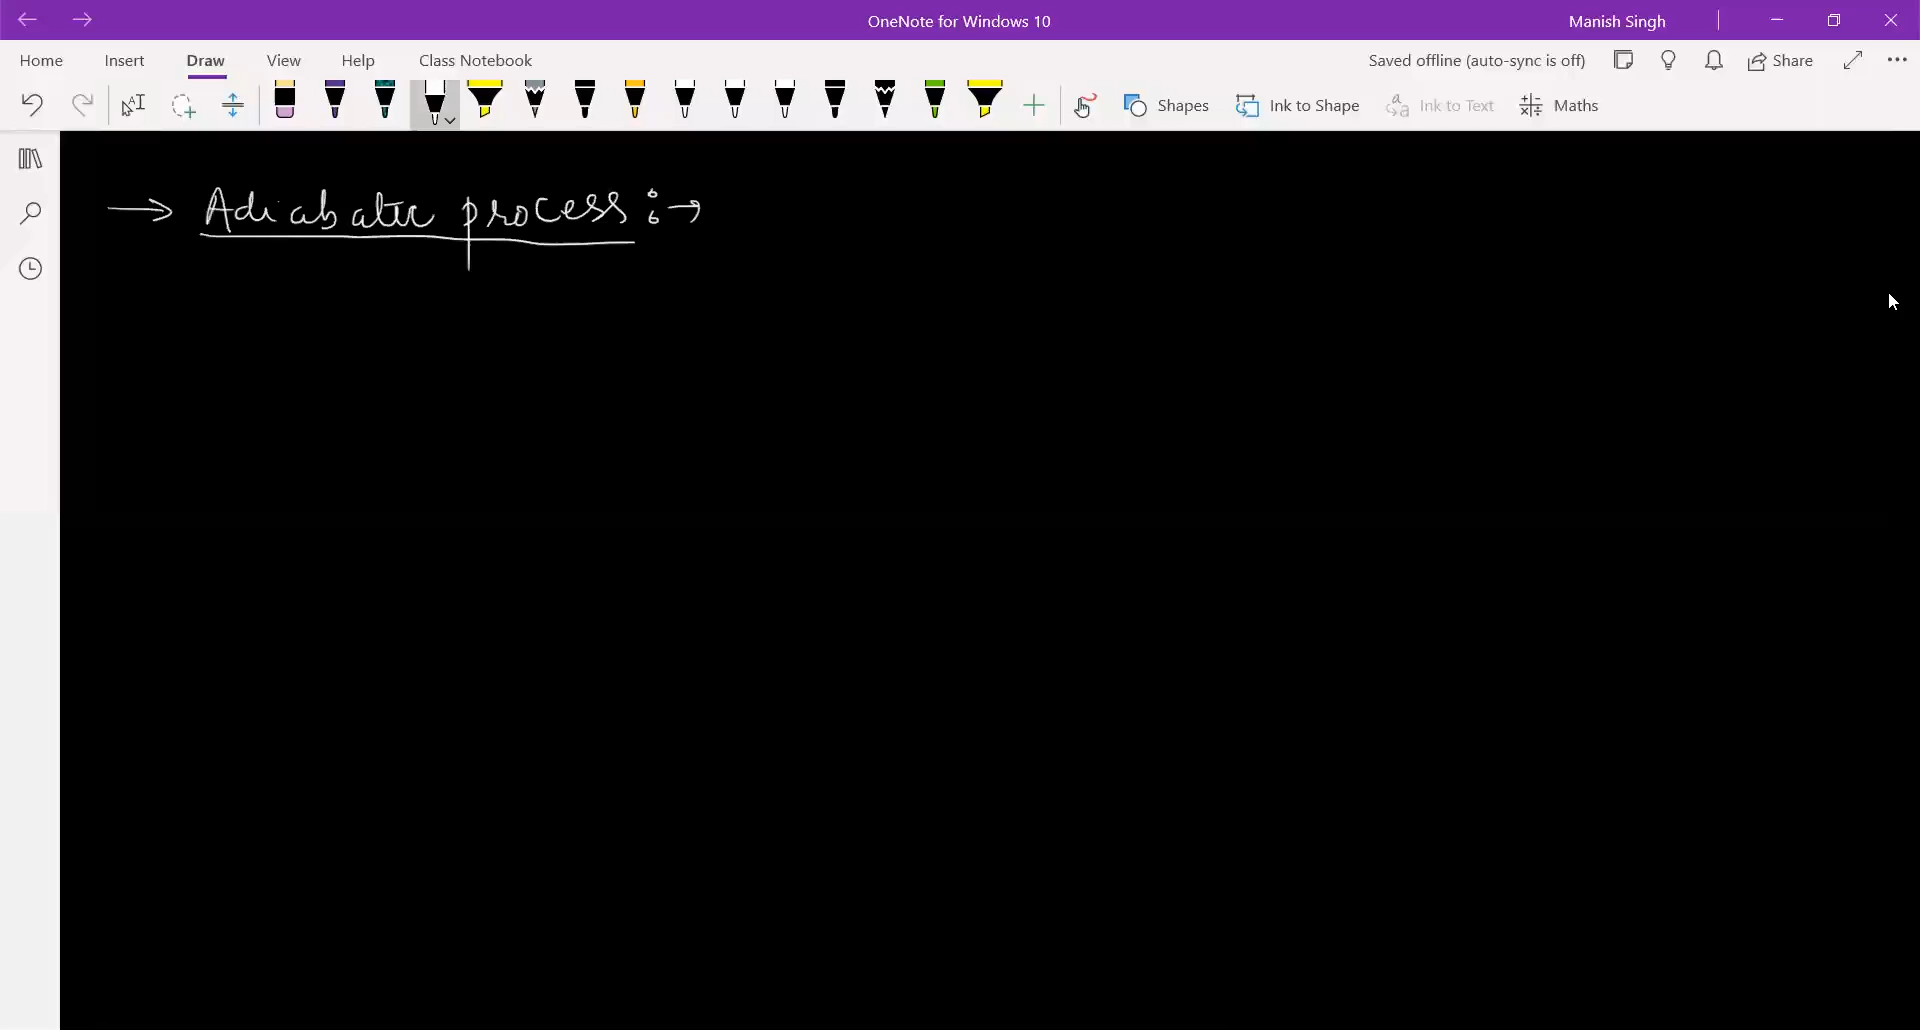 OneNote for Windows 10
Manish Singh
Home Insert Draw View Help Class Notebook
Saved offline (auto-sync is off) Share
Shapes Ink to Shape Ink to Text Maths
→ Adiabatic process :→